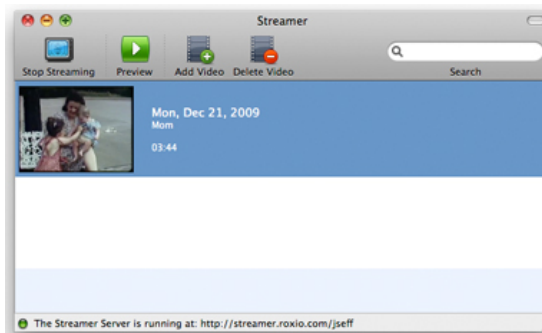 Streamer
Stop Streaming Preview Add Video Delete Video Search
Mon, Dec 21, 2009
Mom
03:44
The Streamer Server is running at: http://streamer.roxio.com/jseff